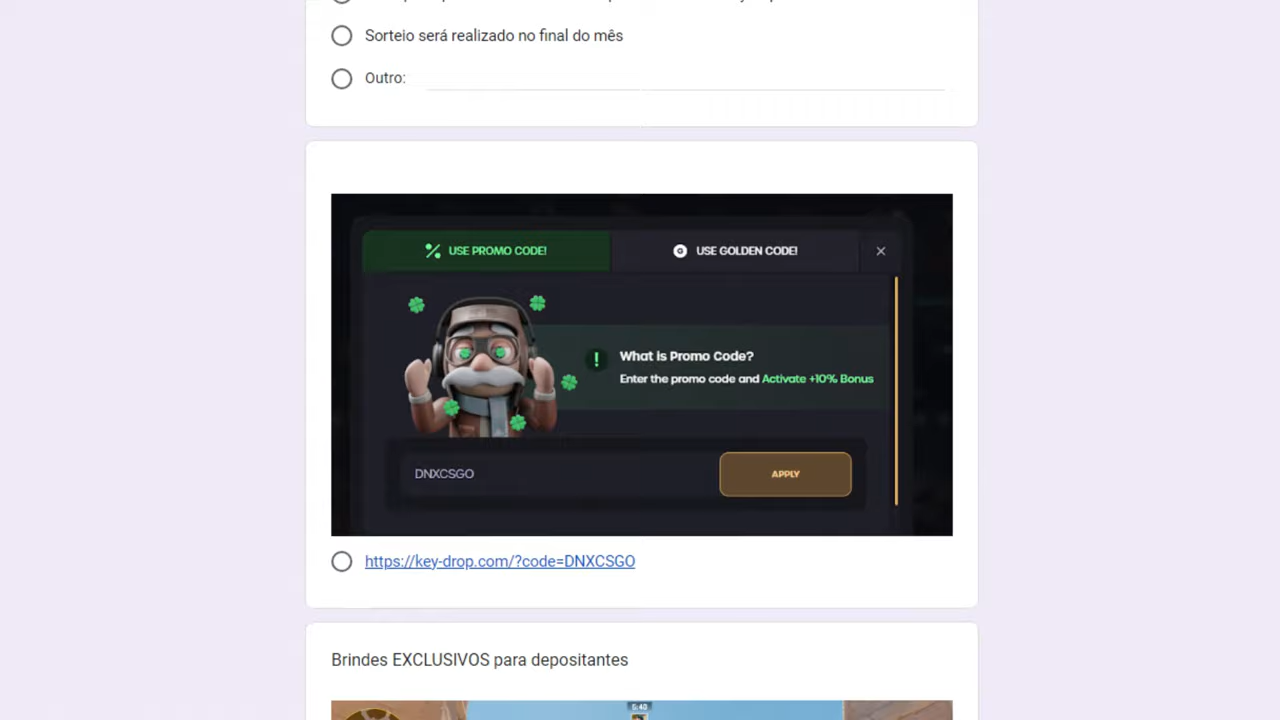 Sorteio será realizado no final do mês
Outro:
USE PROMO CODE!
USE GOLDEN CODE!
What is Promo Code?
Enter the promo code and Activate +10% Bonus
DNXCSGO
APPLY
https://key-drop.com/?code=DNXCSGO
Brindes EXCLUSIVOS para depositantes
5:40